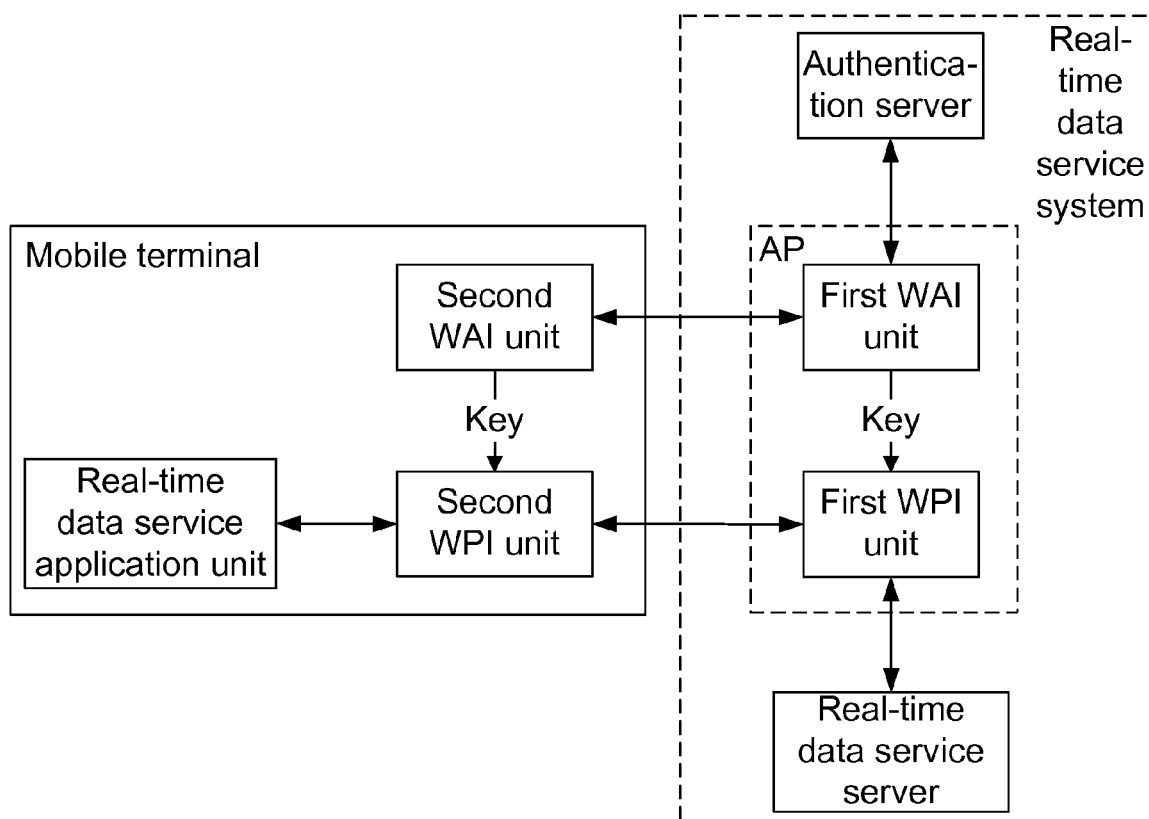 Real-
time
data
service
system
Authentica-
tion server
Mobile terminal
AP
Second
WAI unit
First WAI
unit
Key
Key
Real-time
data service
application unit
Second
WPI unit
First WPI
unit
Real-time
data service
server